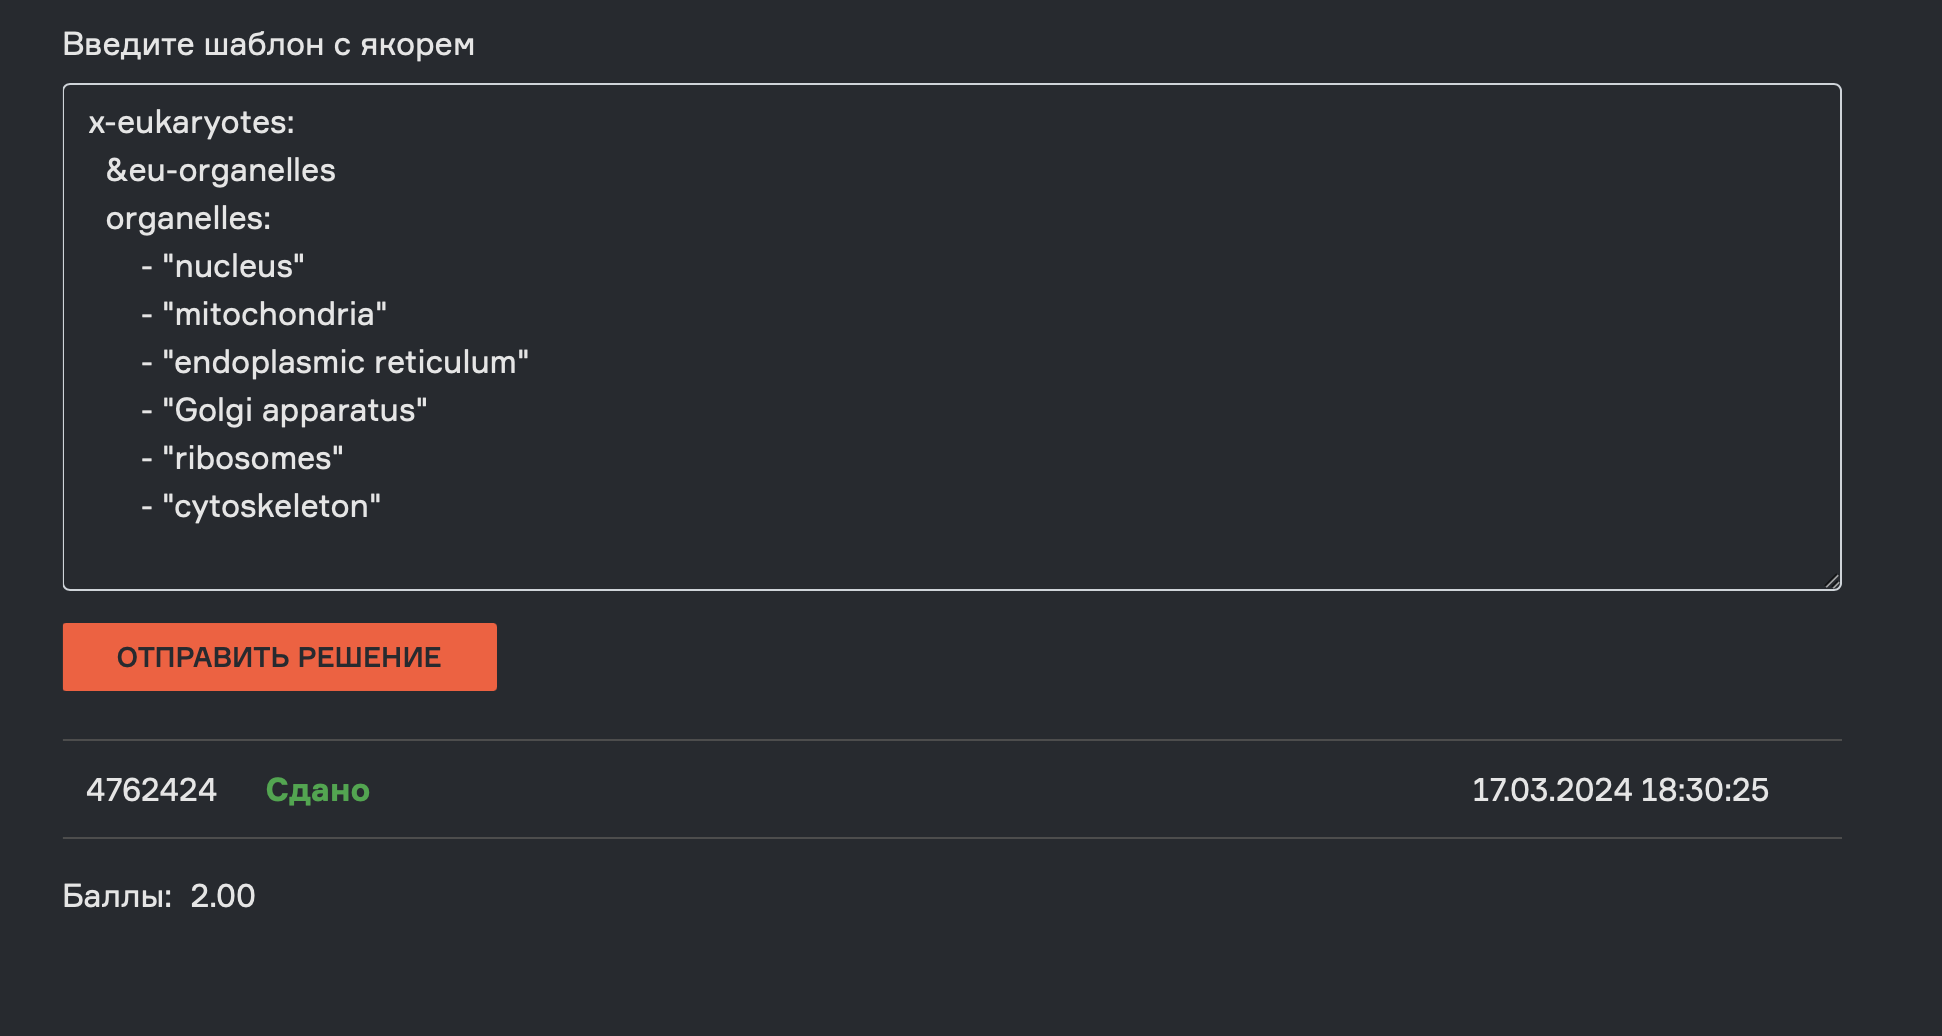 Введите шаблон с якорем
x-eukaryotes:
  &eu-organelles
  organelles:
      - "nucleus"
      - "mitochondria"
      - "endoplasmic reticulum"
      - "Golgi apparatus"
      - "ribosomes"
      - "cytoskeleton"
ОТПРАВИТЬ РЕШЕНИЕ
4762424 Сдано 17.03.2024 18:30:25
Баллы: 2.00